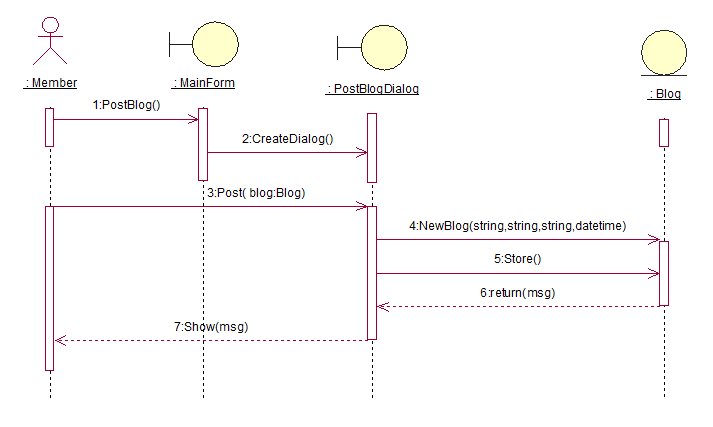 : Member
: MainForm
: PostBlogDialog
: Blog
1:PostBlog()
2:CreateDialog()
3:Post( blog:Blog)
4:NewBlog(string,string,string,datetime)
5:Store()
6:return(msg)
7:Show(msg)